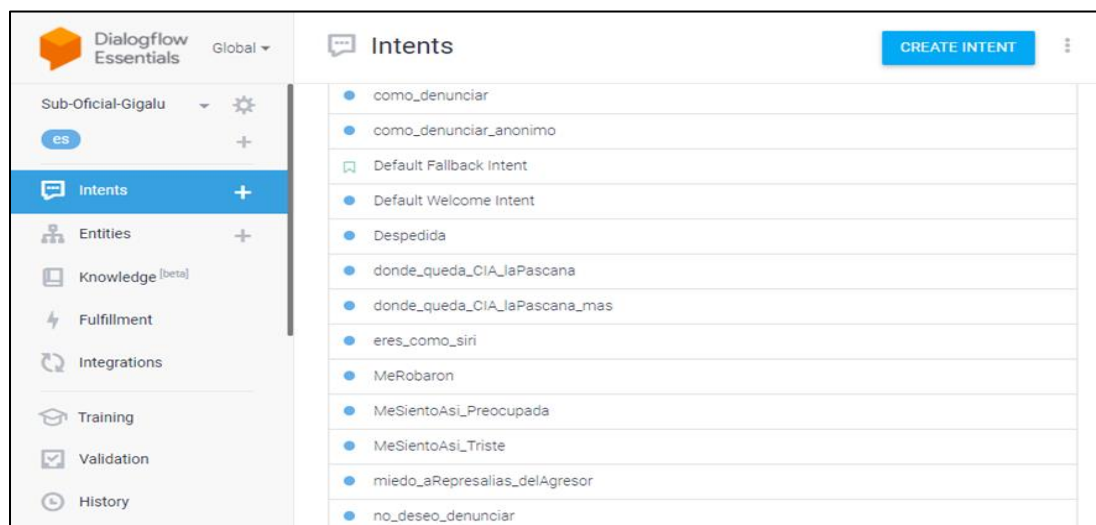 Dialogflow
Essentials
Global
Sub-Oficial-Gigalu
es
Intents
Entities
Knowledge [beta]
Fulfillment
Integrations
Training
Validation
History
Intents
CREATE INTENT
como_denunciar
como_denunciar_anonimo
Default Fallback Intent
Default Welcome Intent
Despedida
donde_queda_CIA_laPascana
donde_queda_CIA_laPascana_mas
eres_como_siri
MeRobaron
MeSientoAsi_Preocupada
MeSientoAsi_Triste
miedo_aRepresalias_delAgresor
no_deseo_denunciar